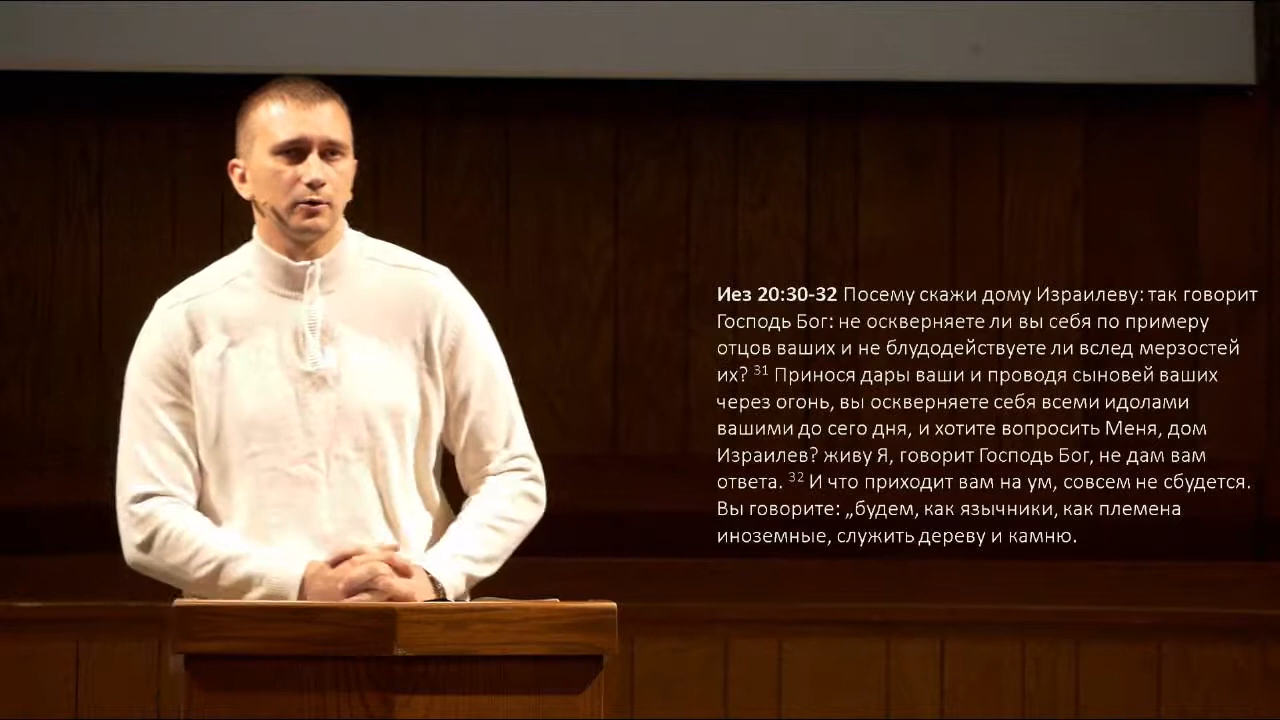 Иез 20:30-32 Посему скажи дому Израилеву: так говорит
Господь Бог: не оскверняете ли вы себя по примеру
отцов ваших и не блудодействуете ли вслед мерзостей
их? ³¹ Принося дары ваши и проводя сыновей ваших
через огонь, вы оскверняете себя всеми идолами
вашими до сего дня, и хотите вопросить Меня, дом
Израилев? живу Я, говорит Господь Бог, не дам вам
ответа. ³² И что приходит вам на ум, совсем не сбудется.
Вы говорите: „будем, как язычники, как племена
иноземные, служить дереву и камню.